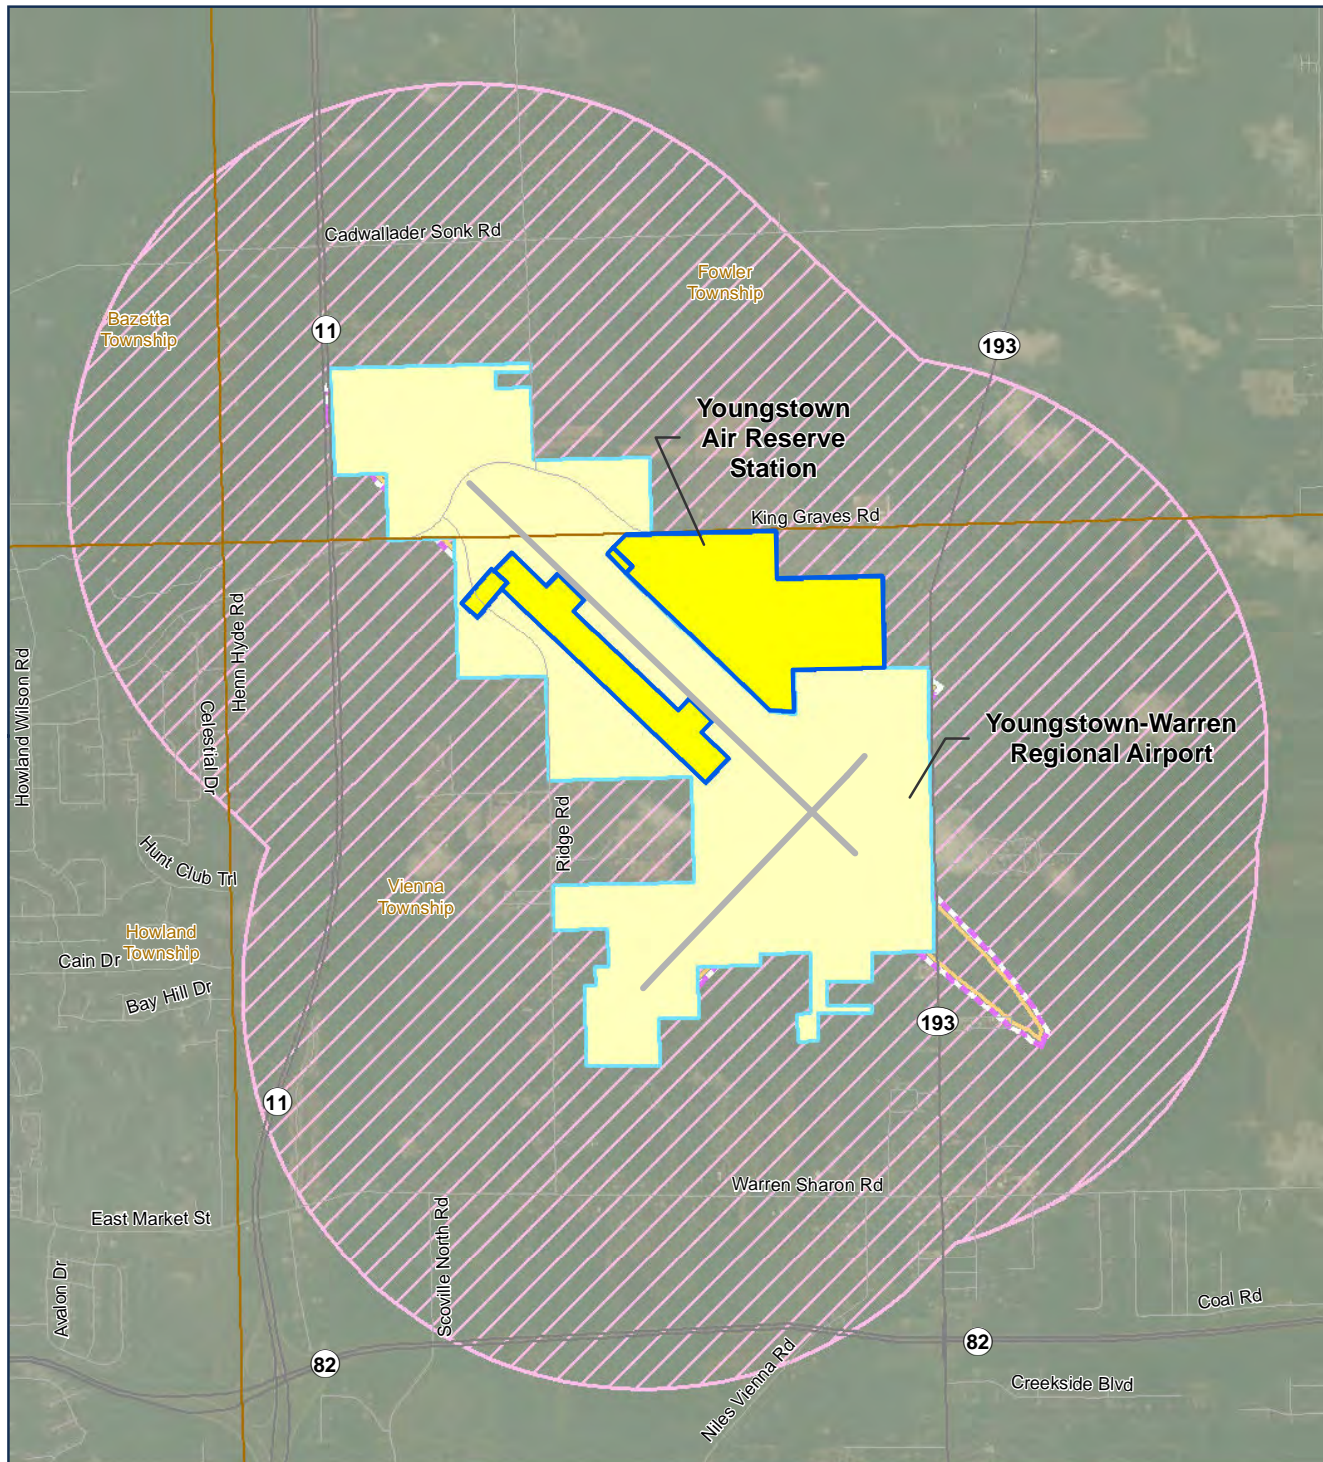 Cadwallader Sonk Rd
Fowler
Township
Bazetta
Township
11
193
Youngstown
Air Reserve
Station
King Graves Rd
Henn Hyde Rd
Howland Wilson Rd
Celestial Dr
Youngstown-Warren
Regional Airport
Ridge Rd
Hunt Club Trl
Vienna
Township
Howland
Township
Cain Dr
Bay Hill Dr
193
11
Warren Sharon Rd
East Market St
Scoville North Rd
Avalon Dr
Coal Rd
82
82
Niles Vienna Rd
Creekside Blvd